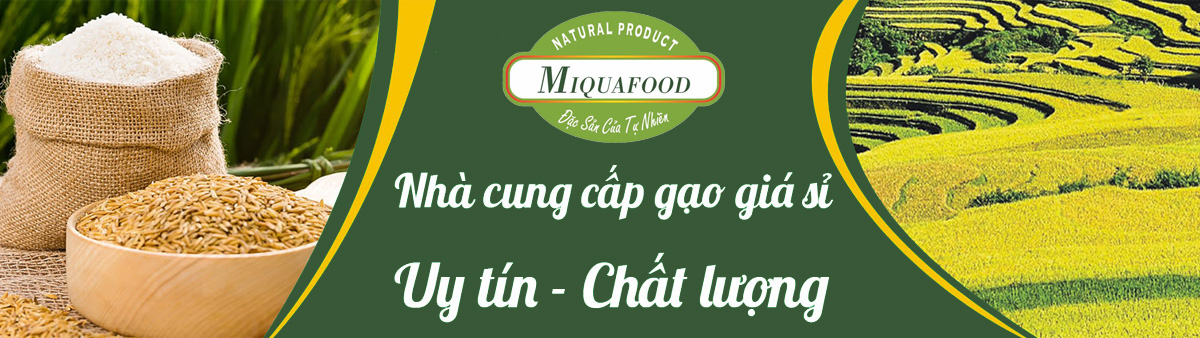 NATURAL PRODUCT
MIQUAFOOD
Đặc Sản Của Tự Nhiên
Nhà cung cấp gạo giá sỉ
Uy tín - Chất lượng